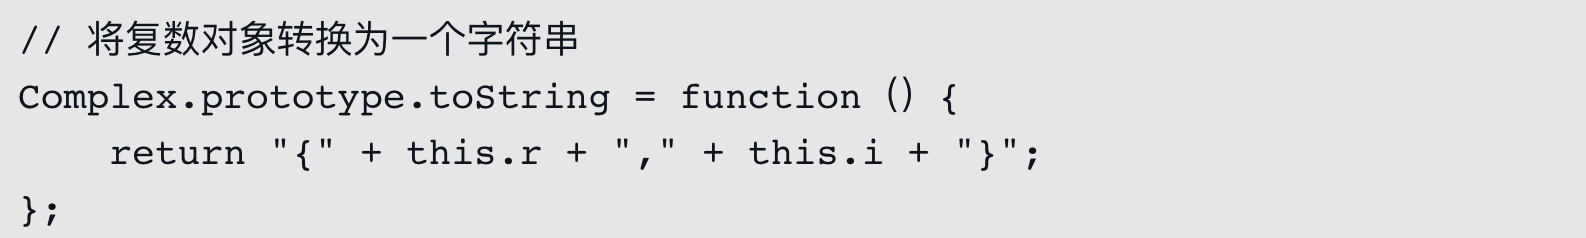 // 将复数对象转换为一个字符串
Complex.prototype.toString = function () {
    return "{" + this.r + "," + this.i + "}";
};